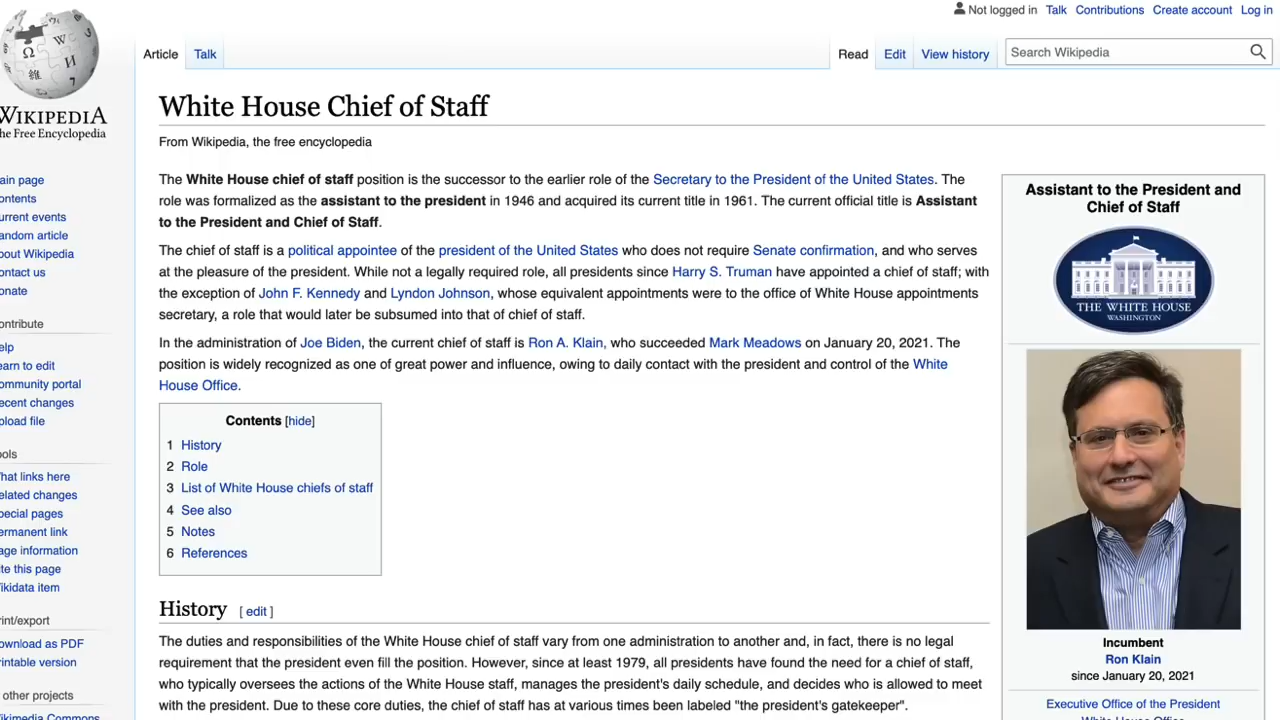 Not logged in Talk Contributions Create account Log in
Article Talk Read Edit View history Search Wikipedia
WIKIPEDIA
The Free Encyclopedia
White House Chief of Staff
From Wikipedia, the free encyclopedia
The White House chief of staff position is the successor to the earlier role of the Secretary to the President of the United States. The
role was formalized as the assistant to the president in 1946 and acquired its current title in 1961. The current official title is Assistant
to the President and Chief of Staff.
The chief of staff is a political appointee of the president of the United States who does not require Senate confirmation, and who serves
at the pleasure of the president. While not a legally required role, all presidents since Harry S. Truman have appointed a chief of staff; with
the exception of John F. Kennedy and Lyndon Johnson, whose equivalent appointments were to the office of White House appointments
secretary, a role that would later be subsumed into that of chief of staff.
In the administration of Joe Biden, the current chief of staff is Ron A. Klain, who succeeded Mark Meadows on January 20, 2021. The
position is widely recognized as one of great power and influence, owing to daily contact with the president and control of the White
House Office.
Contents [hide]
1 History
2 Role
3 List of White House chiefs of staff
4 See also
5 Notes
6 References
History [ edit ]
The duties and responsibilities of the White House chief of staff vary from one administration to another and, in fact, there is no legal
requirement that the president even fill the position. However, since at least 1979, all presidents have found the need for a chief of staff,
who typically oversees the actions of the White House staff, manages the president's daily schedule, and decides who is allowed to meet
with the president. Due to these core duties, the chief of staff has at various times been labeled "the president's gatekeeper".
Assistant to the President and
Chief of Staff
THE WHITE HOUSE
WASHINGTON
Incumbent
Ron Klain
since January 20, 2021
Executive Office of the President
White House Office
ain page
ontents
urrent events
andom article
bout Wikipedia
ontact us
onate
ontribute
elp
earn to edit
ommunity portal
ecent changes
pload file
ools
hat links here
elated changes
pecial pages
ermanent link
age information
ite this page
ikidata item
rint/export
ownload as PDF
rintable version
other projects
ikimedia Commons